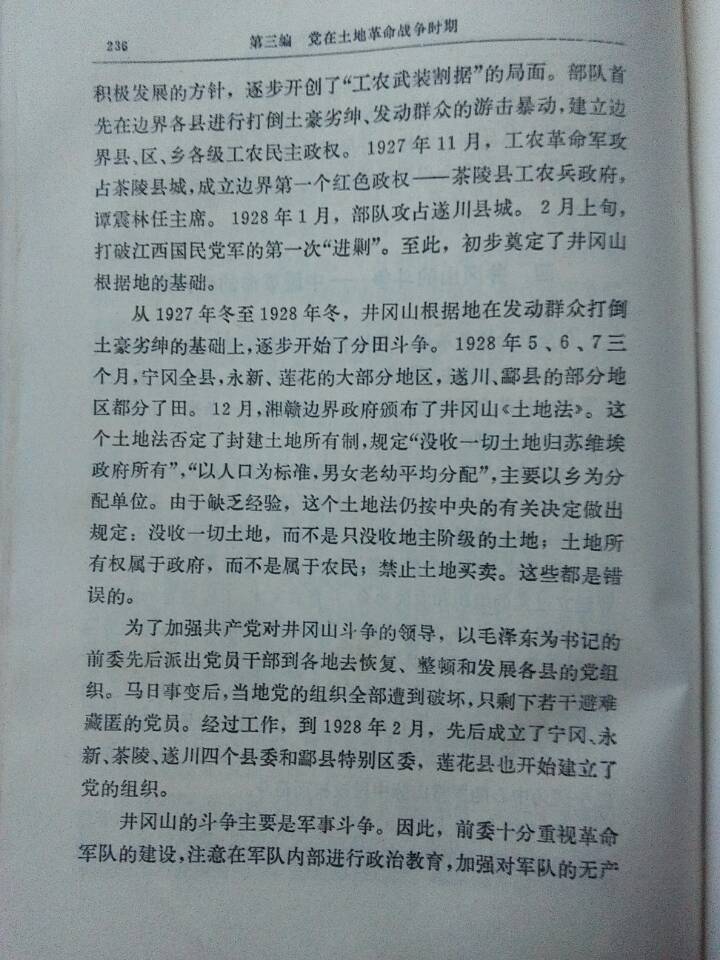 236
第三编 党在土地革命战争时期
积极发展的方针，逐步开创了“工农武装割据”的局面。部队首
先在边界各县进行打倒土豪劣绅、发动群众的游击暴动，建立边
界县、区、乡各级工农民主政权。1927年11月，工农革命军攻
占茶陵县城，成立边界第一个红色政权——茶陵县工农兵政府，
谭震林任主席。1928年1月，部队攻占遂川县城。2月上旬，
打破江西国民党军的第一次“进剿”。至此，初步奠定了井冈山
根据地的基础。
从1927年冬至1928年冬，井冈山根据地在发动群众打倒
土豪劣绅的基础上，逐步开始了分田斗争。1928年5、6、7三
个月，宁冈全县，永新、莲花的大部分地区，遂川、酃县的部分地
区都分了田。12月，湘赣边界政府颁布了井冈山《土地法》。这
个土地法否定了封建土地所有制，规定“没收一切土地归苏维埃
政府所有”，“以人口为标准，男女老幼平均分配”，主要以乡为分
配单位。由于缺乏经验，这个土地法仍按中央的有关决定做出
规定：没收一切土地，而不是只没收地主阶级的土地；土地所
有权属于政府，而不是属于农民；禁止土地买卖。这些都是错
误的。
为了加强共产党对井冈山斗争的领导，以毛泽东为书记的
前委先后派出党员干部到各地去恢复、整顿和发展各县的党组
织。马日事变后，当地党的组织全部遭到破坏，只剩下若干避难
藏匿的党员。经过工作，到1928年2月，先后成立了宁冈、永
新、茶陵、遂川四个县委和酃县特别区委，莲花县也开始建立了
党的组织。
井冈山的斗争主要是军事斗争。因此，前委十分重视革命
军队的建设，注意在军队内部进行政治教育，加强对军队的无产